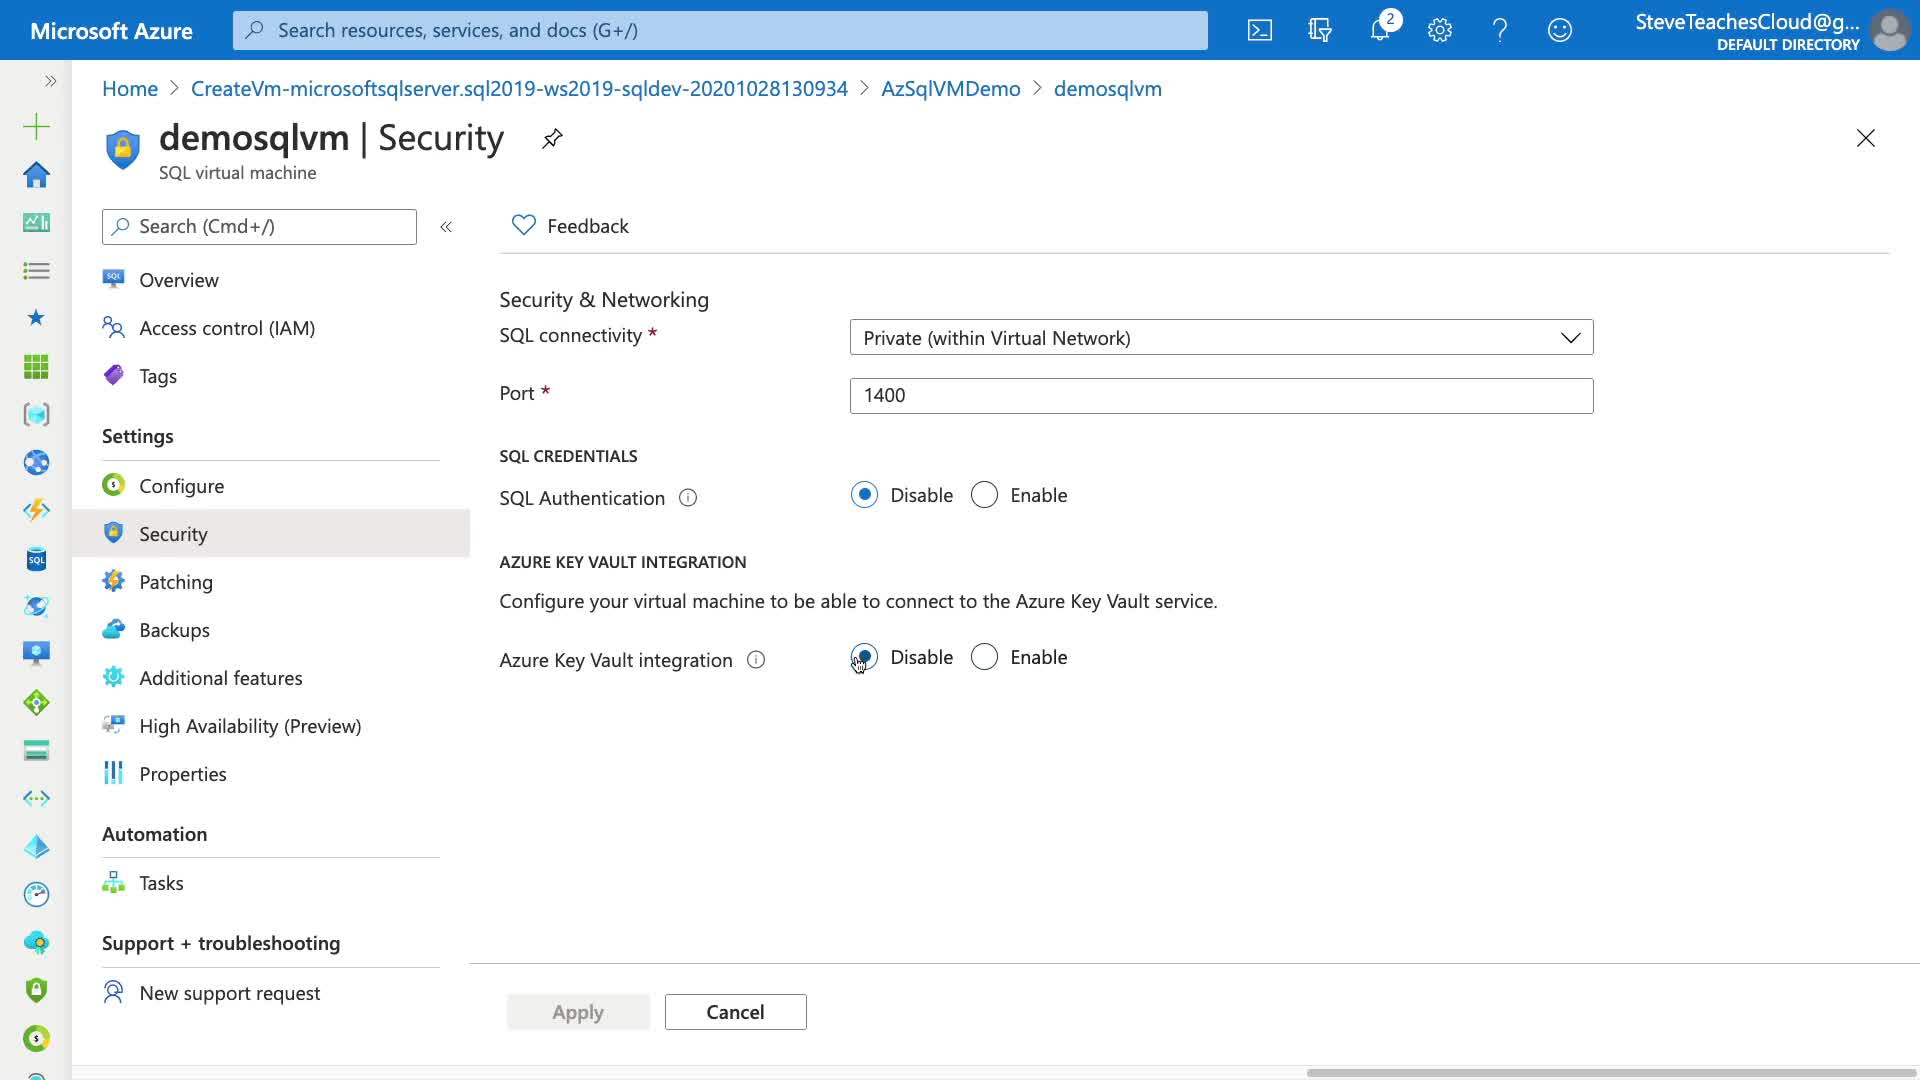 Microsoft Azure
Search resources, services, and docs (G+/)
2
SteveTeachesCloud@g...
DEFAULT DIRECTORY
Home > CreateVm-microsoftsqlserver.sql2019-ws2019-sqldev-20201028130934 > AzSqlVMDemo > demosqlvm
demosqlvm | Security
SQL virtual machine
Search (Cmd+/)
«
Feedback
SQL Overview
Access control (IAM)
Tags
Settings
Configure
Security
Patching
Backups
Additional features
High Availability (Preview)
Properties
Automation
Tasks
Support + troubleshooting
New support request
Security & Networking
SQL connectivity *
Private (within Virtual Network)
Port *
1400
SQL CREDENTIALS
SQL Authentication
Disable Enable
AZURE KEY VAULT INTEGRATION
Configure your virtual machine to be able to connect to the Azure Key Vault service.
Azure Key Vault integration
Disable Enable
Apply Cancel
SQL